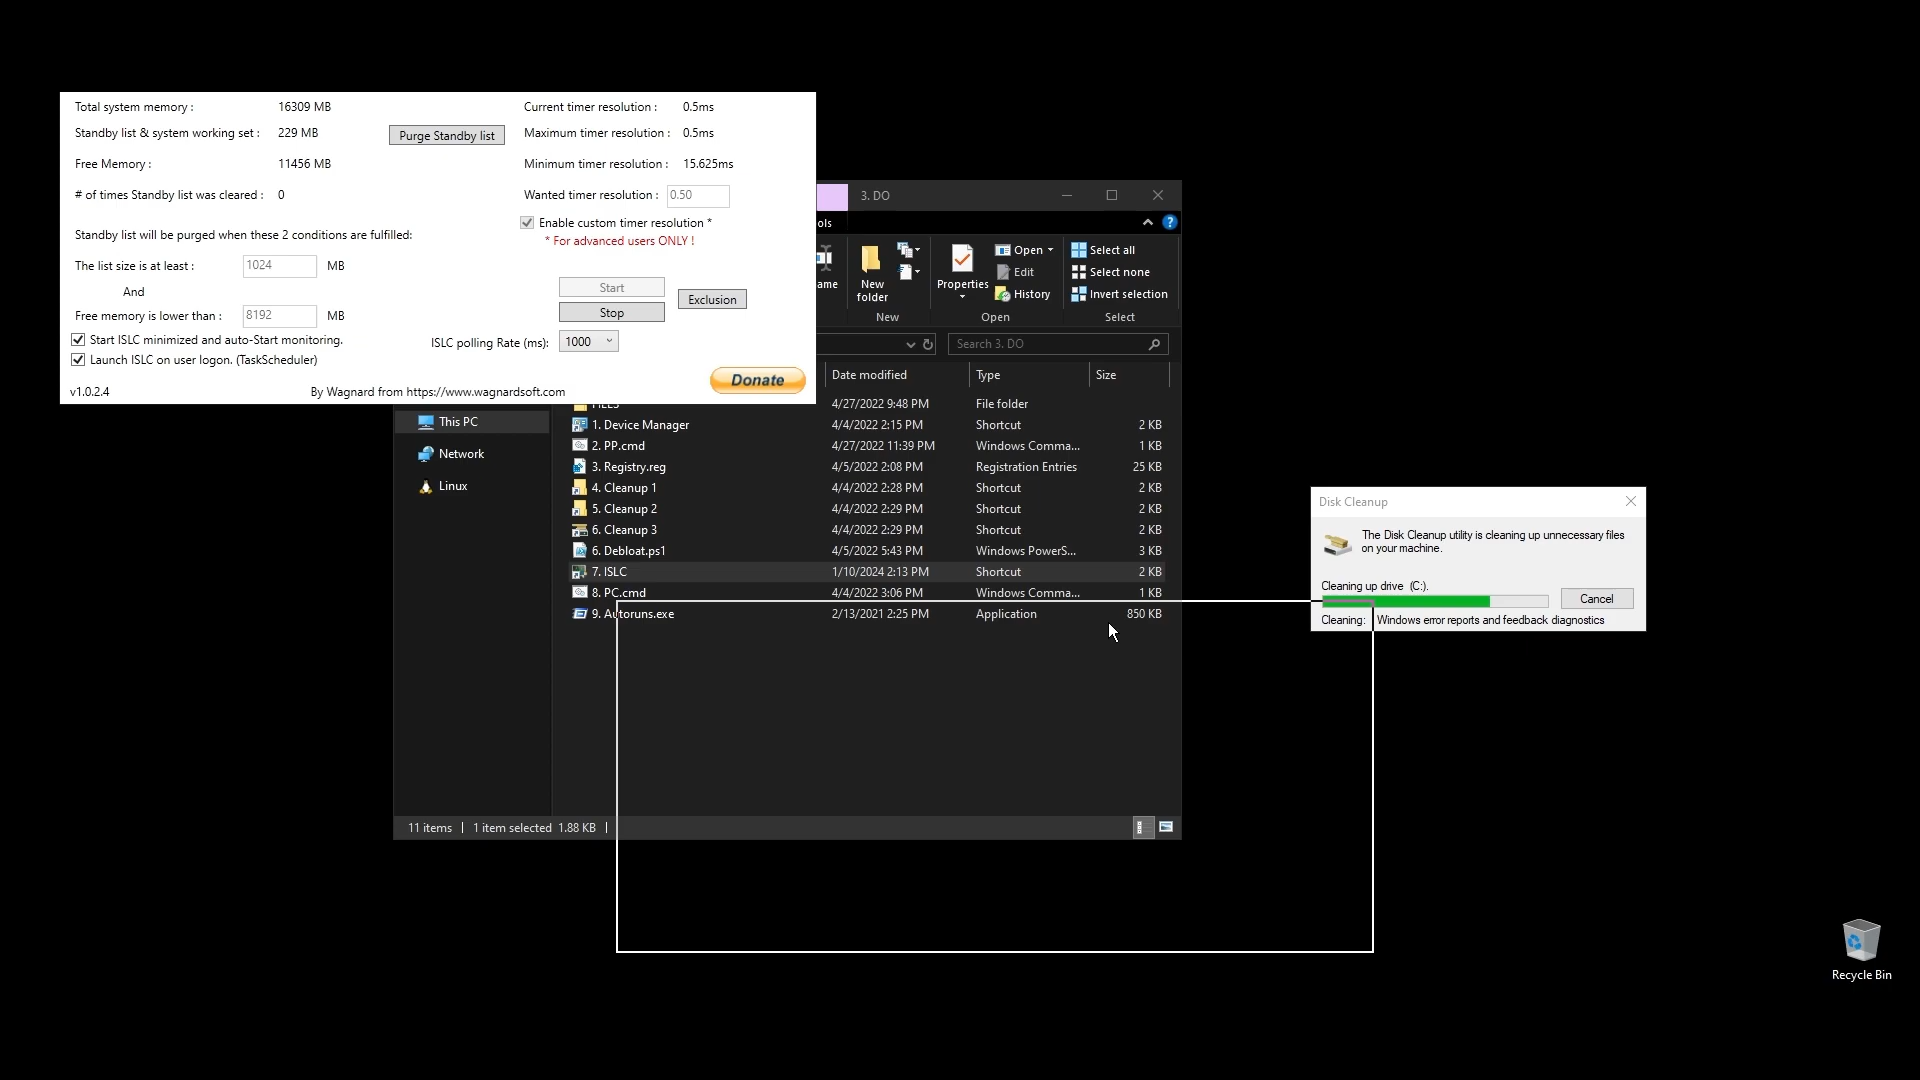 Total system memory : 16309 MB
Standby list & system working set : 229 MB
Purge Standby list
Free Memory : 11456 MB
# of times Standby list was cleared : 0
Standby list will be purged when these 2 conditions are fulfilled:
The list size is at least : 1024 MB
And
Free memory is lower than : 8192 MB
Start ISLC minimized and auto-Start monitoring.
Launch ISLC on user logon. (TaskScheduler)
v1.0.2.4
By Wagnard from https://www.wagnardsoft.com
Current timer resolution : 0.5ms
Maximum timer resolution : 0.5ms
Minimum timer resolution : 15.625ms
Wanted timer resolution : 0.50
Enable custom timer resolution *
* For advanced users ONLY !
Start
Stop
Exclusion
ISLC polling Rate (ms): 1000
Donate
3. DO
ols
ame
New folder
New
Properties
Open
Edit
History
Open
Select all
Select none
Invert selection
Select
Search 3. DO
Date modified Type Size
This PC
Network
Linux
4/27/2022 9:48 PM File folder
1. Device Manager 4/4/2022 2:15 PM Shortcut 2 KB
2. PP.cmd 4/27/2022 11:39 PM Windows Comma... 1 KB
3. Registry.reg 4/5/2022 2:08 PM Registration Entries 25 KB
4. Cleanup 1 4/4/2022 2:28 PM Shortcut 2 KB
5. Cleanup 2 4/4/2022 2:29 PM Shortcut 2 KB
6. Cleanup 3 4/4/2022 2:29 PM Shortcut 2 KB
6. Debloat.ps1 4/5/2022 5:43 PM Windows PowerS... 3 KB
7. ISLC 1/10/2024 2:13 PM Shortcut 2 KB
8. PC.cmd 4/4/2022 3:06 PM Windows Comma... 1 KB
9. Autoruns.exe 2/13/2021 2:25 PM Application 850 KB
11 items 1 item selected 1.88 KB
Disk Cleanup
The Disk Cleanup utility is cleaning up unnecessary files
on your machine.
Cleaning up drive (C:).
Cancel
Cleaning: Windows error reports and feedback diagnostics
Recycle Bin